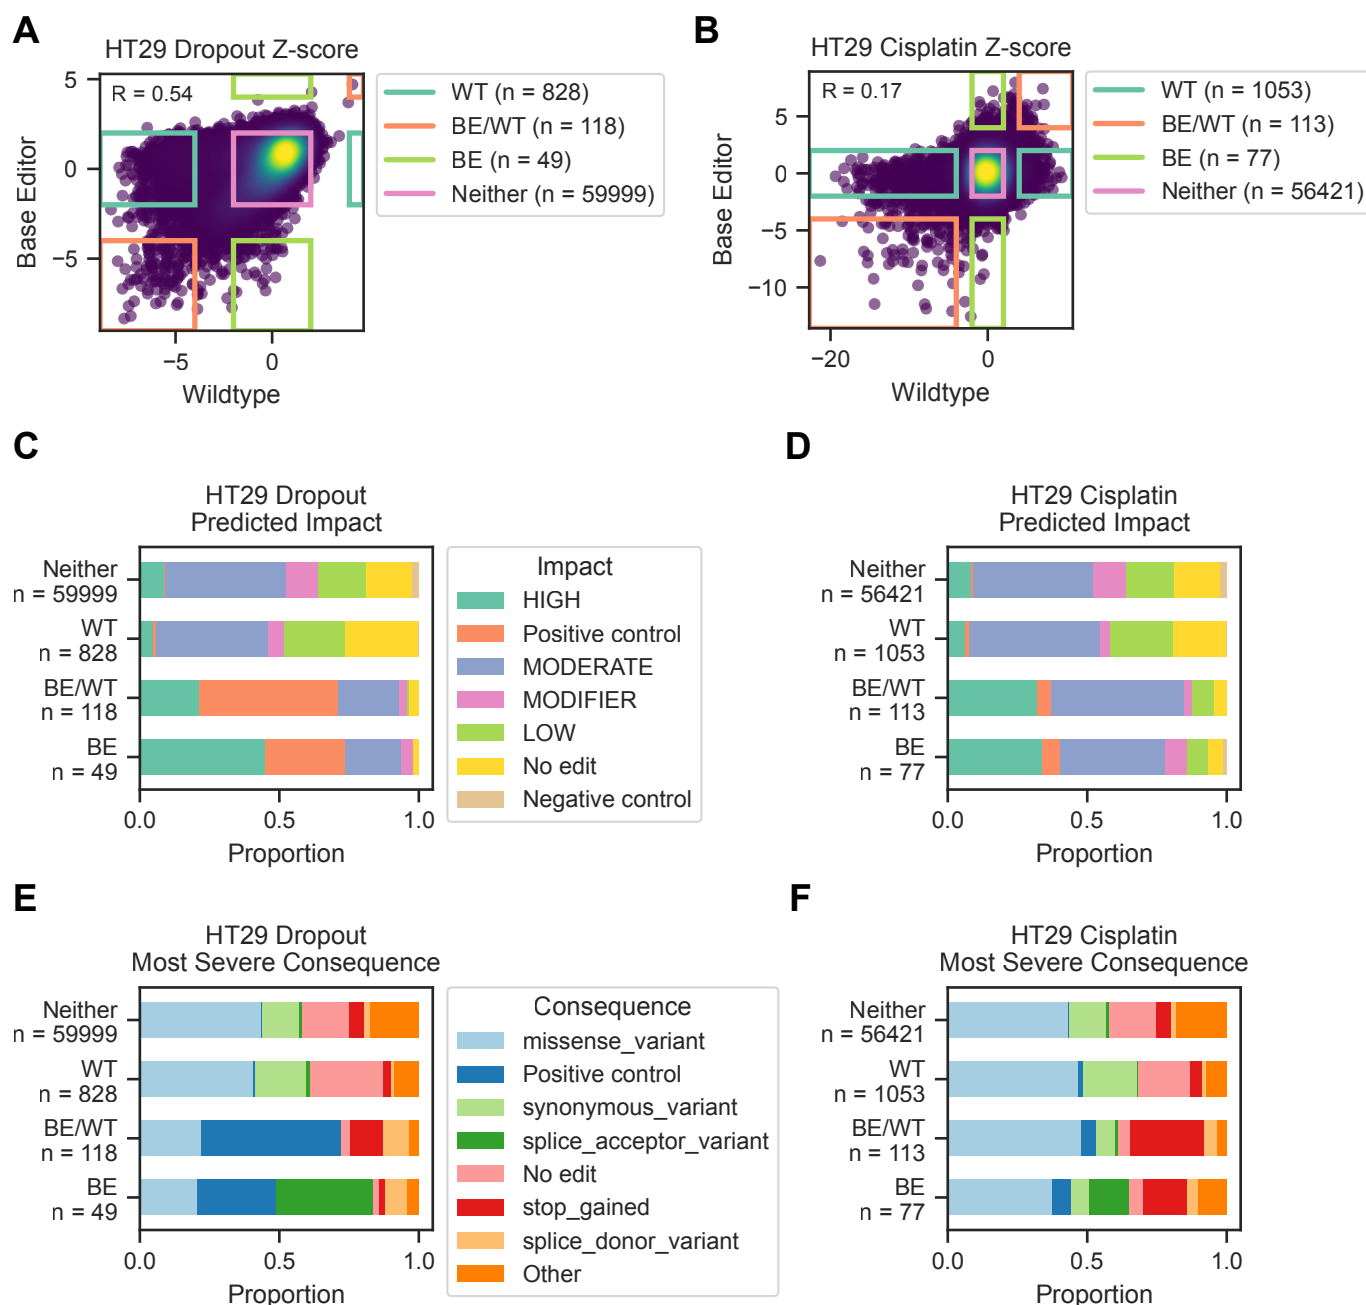 A
HT29 Dropout Z-score
R = 0.54
5
0
−5
−5
0
Base Editor
Wildtype
WT (n = 828)
BE/WT (n = 118)
BE (n = 49)
Neither (n = 59999)
B
HT29 Cisplatin Z-score
R = 0.17
5
0
−5
−10
−20
0
Base Editor
Wildtype
WT (n = 1053)
BE/WT (n = 113)
BE (n = 77)
Neither (n = 56421)
C
HT29 Dropout
Predicted Impact
Neither
n = 59999
WT
n = 828
BE/WT
n = 118
BE
n = 49
0.0
0.5
1.0
Proportion
Impact
HIGH
Positive control
MODERATE
MODIFIER
LOW
No edit
Negative control
D
HT29 Cisplatin
Predicted Impact
Neither
n = 56421
WT
n = 1053
BE/WT
n = 113
BE
n = 77
0.0
0.5
1.0
Proportion
E
HT29 Dropout
Most Severe Consequence
Neither
n = 59999
WT
n = 828
BE/WT
n = 118
BE
n = 49
0.0
0.5
1.0
Proportion
Consequence
missense_variant
Positive control
synonymous_variant
splice_acceptor_variant
No edit
stop_gained
splice_donor_variant
Other
F
HT29 Cisplatin
Most Severe Consequence
Neither
n = 56421
WT
n = 1053
BE/WT
n = 113
BE
n = 77
0.0
0.5
1.0
Proportion